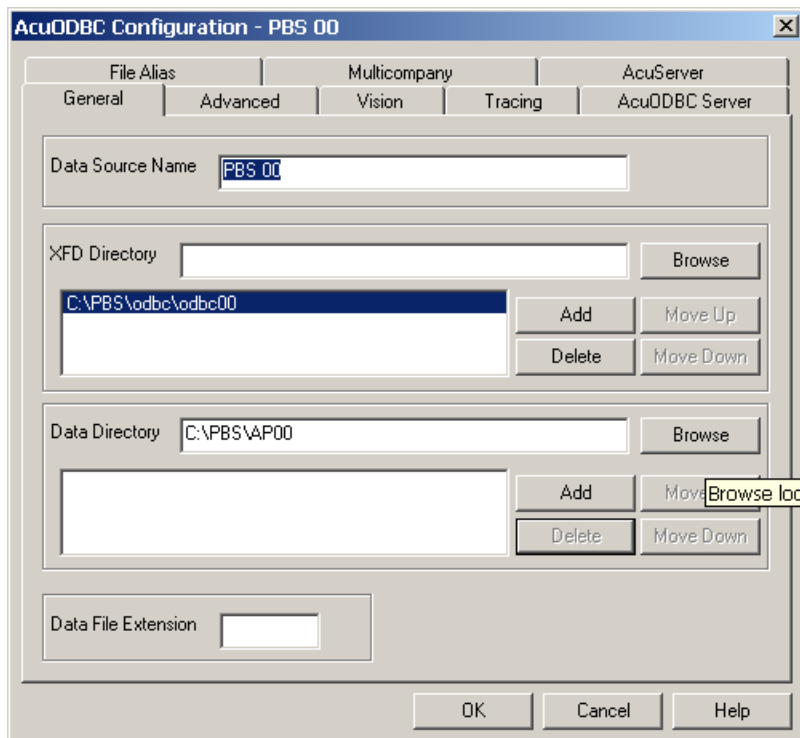 AcuODBC Configuration - PBS 00
File Alias Multicompany AcuServer
General Advanced Vision Tracing AcuODBC Server
Data Source Name PBS 00
XFD Directory Browse
C:\PBS\odbc\odbc00
Add Move Up
Delete Move Down
Data Directory C:\PBS\AP00 Browse
Add Move Browse loc
Delete Move Down
Data File Extension
OK Cancel Help